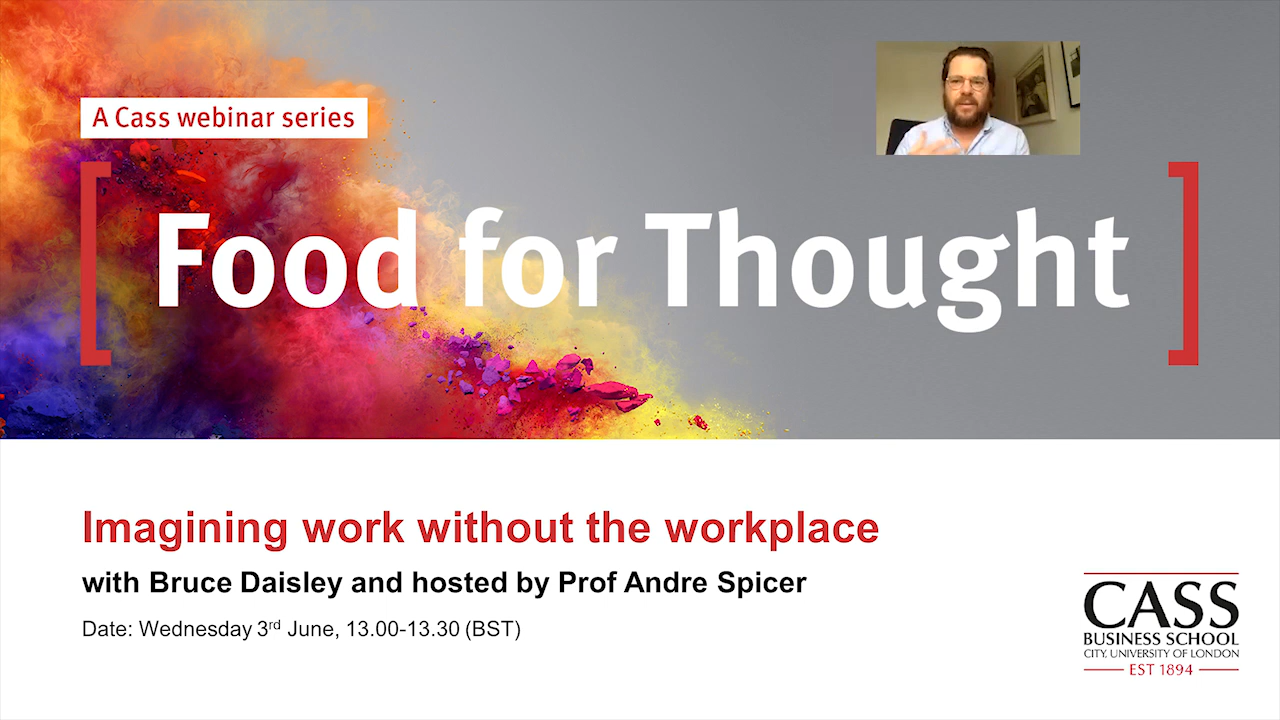 A Cass webinar series
[Food for Thought]
Imagining work without the workplace
with Bruce Daisley and hosted by Prof Andre Spicer
Date: Wednesday 3rd June, 13.00-13.30 (BST)
CASS
BUSINESS SCHOOL
CITY, UNIVERSITY OF LONDON
EST 1894